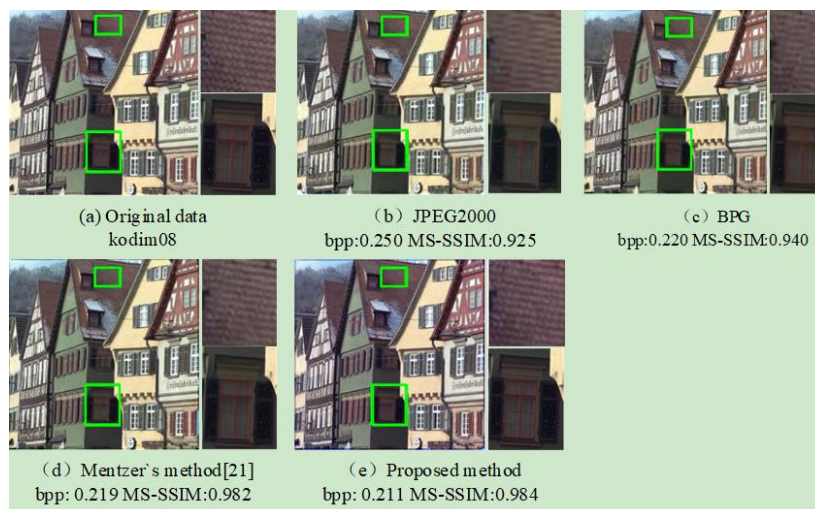 (a) Original data
kodim08
（b）JPEG2000
bpp:0.250 MS-SSIM:0.925
（c）BPG
bpp:0.220 MS-SSIM:0.940
（d）Mentzer`s method[21]
bpp: 0.219 MS-SSIM:0.982
（e）Proposed method
bpp: 0.211 MS-SSIM:0.984